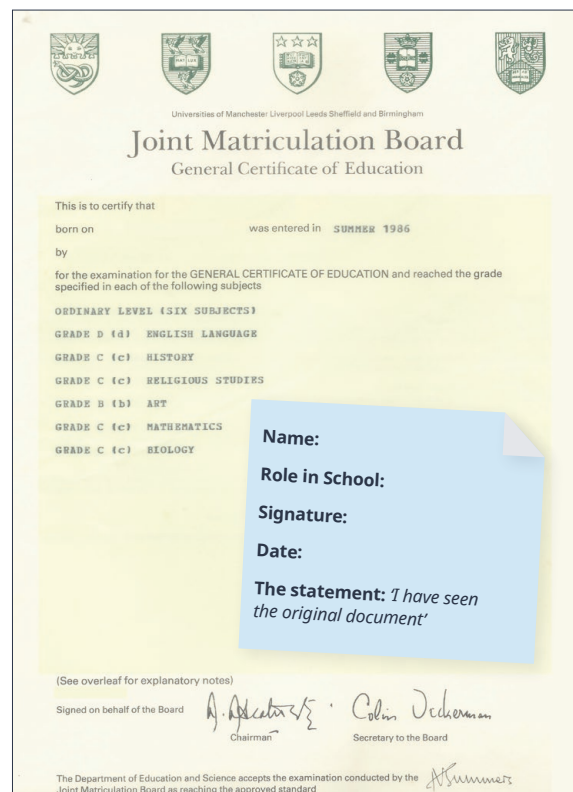 Universities of Manchester Liverpool Leeds Sheffield and Birmingham
Joint Matriculation Board
General Certificate of Education
This is to certify that
born on was entered in SUMMER 1986
by
for the examination for the GENERAL CERTIFICATE OF EDUCATION and reached the grade
specified in each of the following subjects
ORDINARY LEVEL (SIX SUBJECTS)
GRADE D (d) ENGLISH LANGUAGE
GRADE C (c) HISTORY
GRADE C (c) RELIGIOUS STUDIES
GRADE B (b) ART
GRADE C (c) MATHEMATICS
GRADE C (c) BIOLOGY
Name:
Role in School:
Signature:
Date:
The statement: ‘I have seen
the original document’
(See overleaf for explanatory notes)
Signed on behalf of the Board
Colin
Chairman Secretary to the Board
The Department of Education and Science accepts the examination conducted by the
Joint Matriculation Board as reaching the approved standard